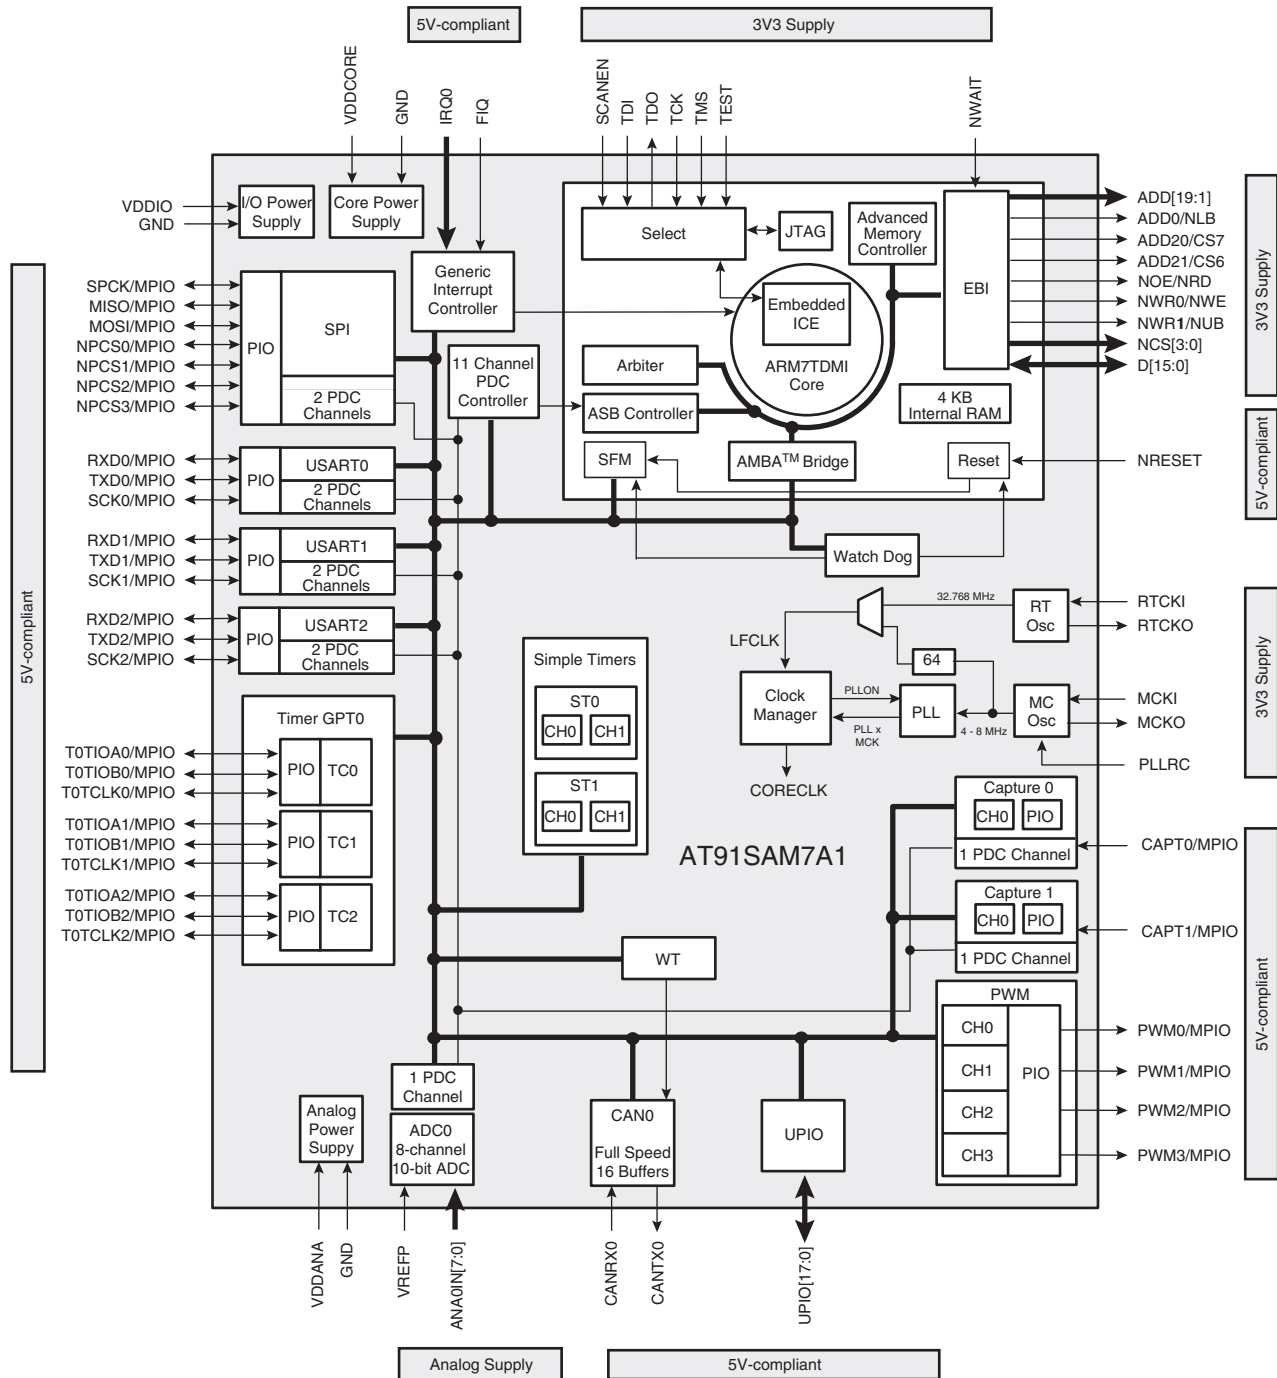 5V-compliant
3V3 Supply
VDDCORE
GND
IRQ0
FIQ
SCANEN
TDI
TDO
TCK
TMS
TEST
NWAIT
VDDIO
GND
I/O Power
Supply
Core Power
Supply
Generic
Interrupt
Controller
Select
JTAG
Advanced
Memory
Controller
EBI
Embedded
ICE
ARM7TDMI
Core
Arbiter
ASB Controller
4 KB
Internal RAM
SFM
AMBA™ Bridge
Reset
Watch Dog
11 Channel
PDC
Controller
ADD[19:1]
ADD0/NLB
ADD20/CS7
ADD21/CS6
NOE/NRD
NWR0/NWE
NWR1/NUB
NCS[3:0]
D[15:0]
3V3 Supply
NRESET
5V-compliant
5V-compliant
SPCK/MPIO
MISO/MPIO
MOSI/MPIO
NPCS0/MPIO
NPCS1/MPIO
NPCS2/MPIO
NPCS3/MPIO
PIO
SPI
2 PDC
Channels
RXD0/MPIO
TXD0/MPIO
SCK0/MPIO
PIO
USART0
2 PDC
Channels
RXD1/MPIO
TXD1/MPIO
SCK1/MPIO
PIO
USART1
2 PDC
Channels
RXD2/MPIO
TXD2/MPIO
SCK2/MPIO
PIO
USART2
2 PDC
Channels
Timer GPT0
T0TIOA0/MPIO
T0TIOB0/MPIO
T0TCLK0/MPIO
PIO
TC0
T0TIOA1/MPIO
T0TIOB1/MPIO
T0TCLK1/MPIO
PIO
TC1
T0TIOA2/MPIO
T0TIOB2/MPIO
T0TCLK2/MPIO
PIO
TC2
Simple Timers
ST0
CH0
CH1
ST1
CH0
CH1
LFCLK
32.768 MHz
RT
Osc
RTCKI
RTCKO
64
Clock
Manager
PLLON
PLL x
MCK
PLL
4 - 8 MHz
MC
Osc
MCKI
MCKO
PLLRC
3V3 Supply
CORECLK
AT91SAM7A1
Capture 0
CH0
PIO
1 PDC Channel
CAPT0/MPIO
Capture 1
CH0
PIO
1 PDC Channel
CAPT1/MPIO
WT
PWM
CH0
CH1
CH2
CH3
PIO
PWM0/MPIO
PWM1/MPIO
PWM2/MPIO
PWM3/MPIO
5V-compliant
1 PDC
Channel
ADC0
8-channel
10-bit ADC
Analog
Power
Suppy
CAN0
Full Speed
16 Buffers
UPIO
VDDANA
GND
VREFP
ANA0IN[7:0]
CANRX0
CANTX0
UPIO[17:0]
Analog Supply
5V-compliant